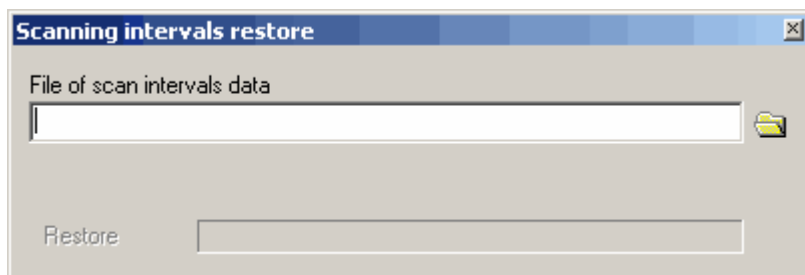 Scanning intervals restore
File of scan intervals data
Restore